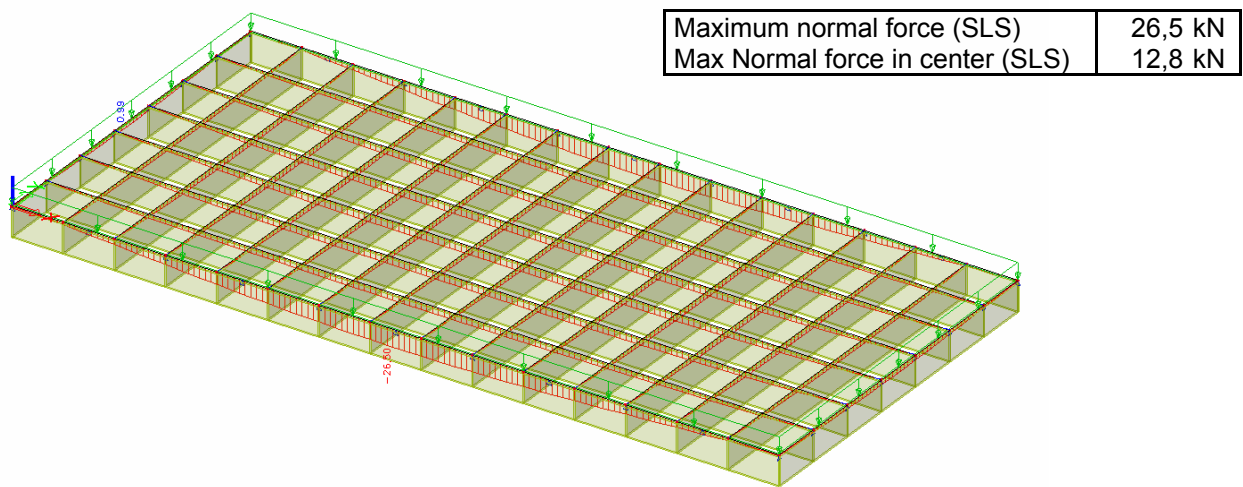 Maximum normal force (SLS) 26,5 kN
Max Normal force in center (SLS) 12,8 kN
0.99
-26.50